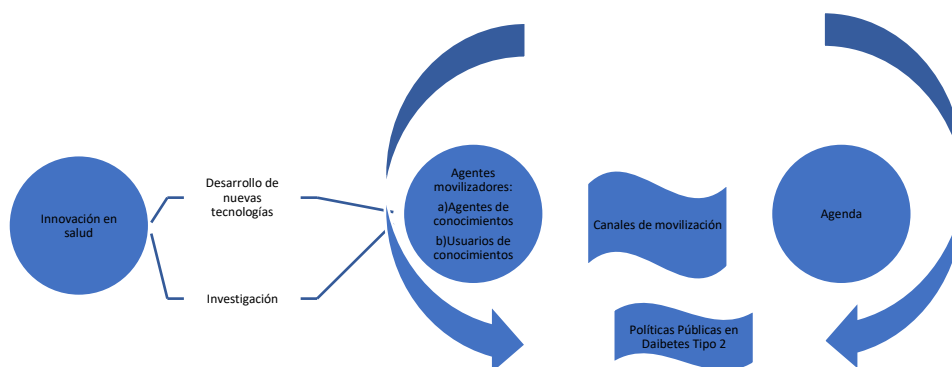 Innovación en
salud
Desarrollo de
nuevas
tecnologías
Investigación
Agentes
movilizadores:
a)Agentes de
conocimientos
b)Usuarios de
conocimientos
Canales de movilización
Políticas Públicas en
Daibetes Tipo 2
Agenda